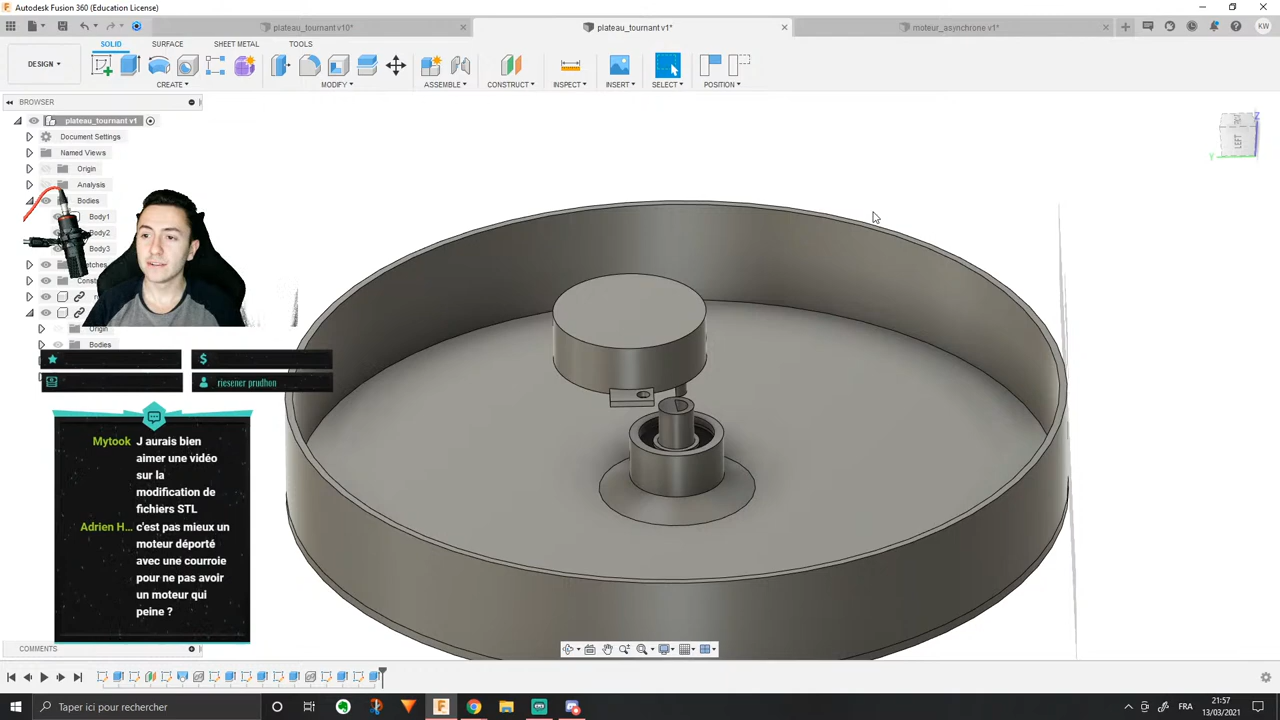 Autodesk Fusion 360 (Education License)
plateau_tournant v10*
plateau_tournant v1*
moteur_asynchrone v1*
KW
DESIGN
SOLID
SURFACE
SHEET METAL
TOOLS
CREATE
MODIFY
ASSEMBLE
CONSTRUCT
INSPECT
INSERT
SELECT
POSITION
BROWSER
plateau_tournant v1
Document Settings
Named Views
Origin
Analysis
Bodies
Body1
Body2
Body3
Origin
Bodies
LEFT
Z
Y
$
riesener prudhon
Mytook J aurais bien
aimer une vidéo
sur la
modification de
fichiers STL
Adrien H... c'est pas mieux un
moteur déporté
avec une courroie
pour ne pas avoir
un moteur qui
peine ?
COMMENTS
Taper ici pour rechercher
FRA
21:57
13/03/2021